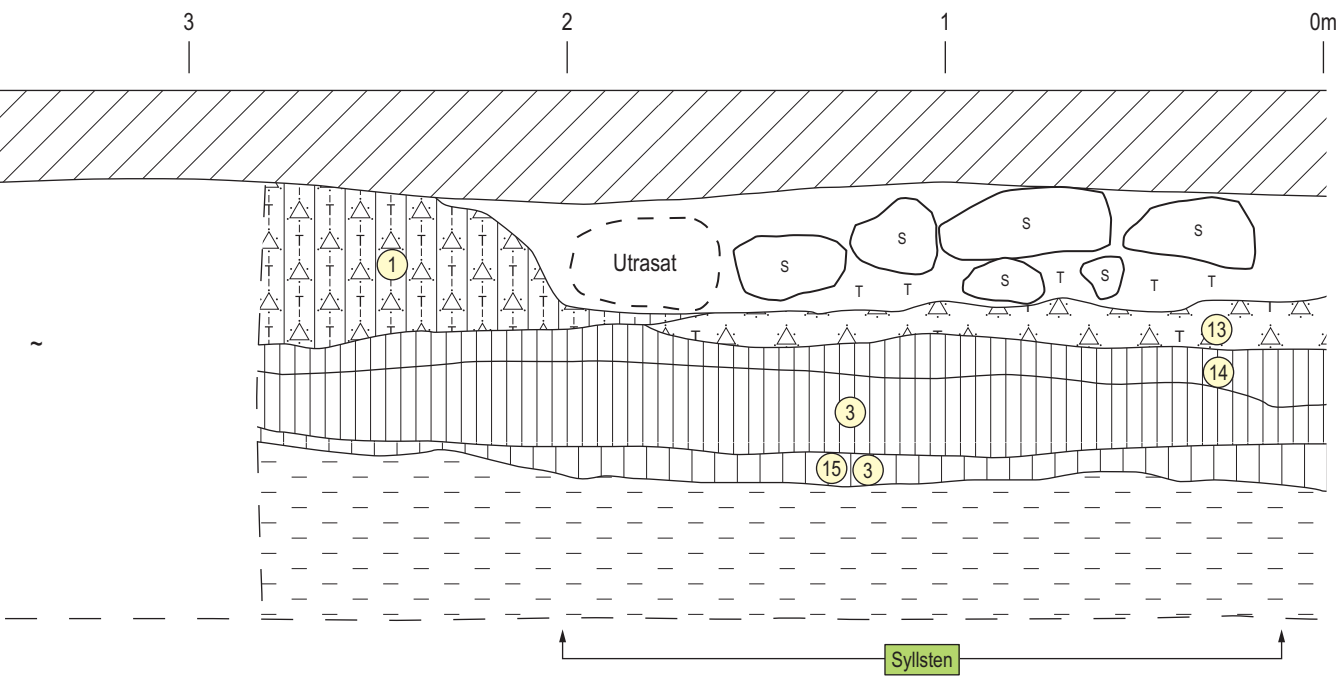 3 2 1 0m
S
S
S S
Utrasat S S S
T T T T T
1
~
T T T 13
14
3
15 3
Syllsten